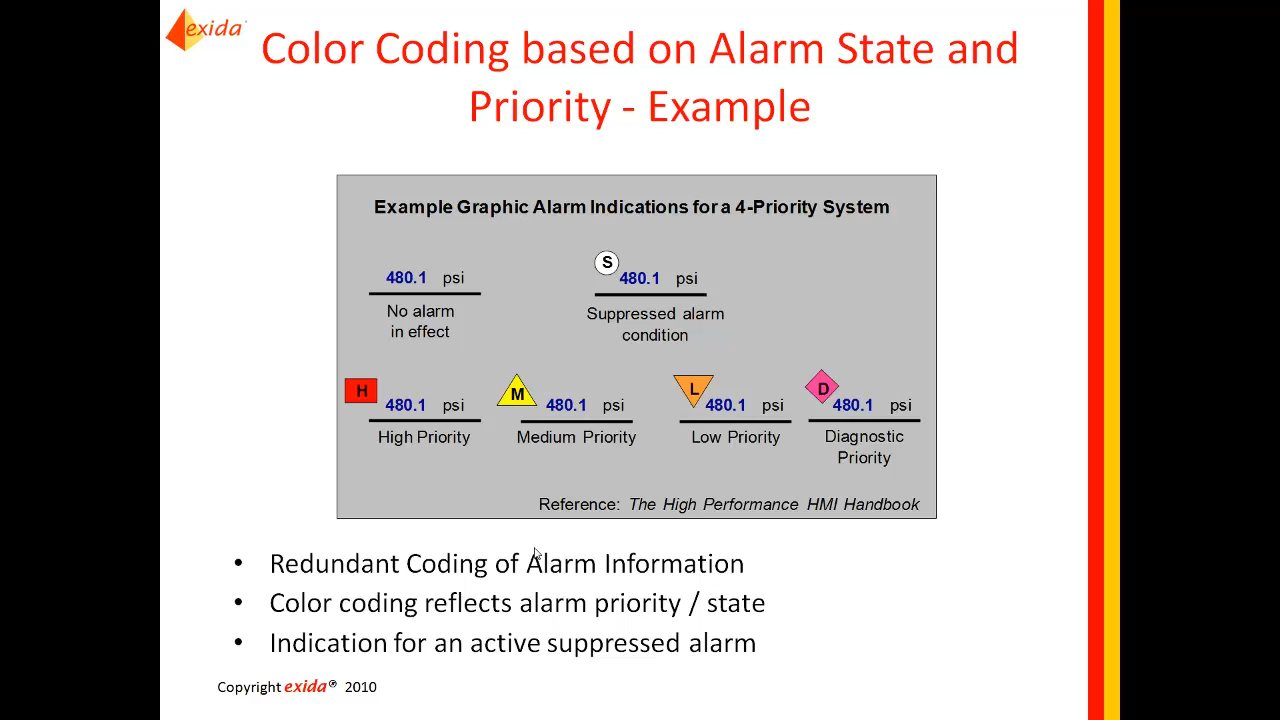 exida
Color Coding based on Alarm State and
Priority - Example
Example Graphic Alarm Indications for a 4-Priority System
480.1 psi
No alarm
in effect
S
480.1 psi
Suppressed alarm
condition
H
480.1 psi
High Priority
M
480.1 psi
Medium Priority
L
480.1 psi
Low Priority
D
480.1 psi
Diagnostic
Priority
Reference: The High Performance HMI Handbook
• Redundant Coding of Alarm Information
• Color coding reflects alarm priority / state
• Indication for an active suppressed alarm
Copyright exida® 2010